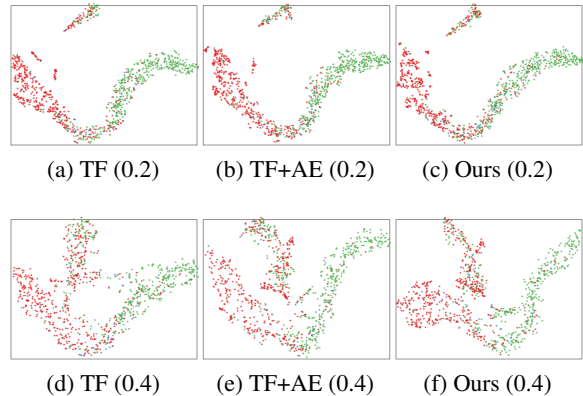 (a) TF (0.2)
(b) TF+AE (0.2)
(c) Ours (0.2)
(d) TF (0.4)
(e) TF+AE (0.4)
(f) Ours (0.4)